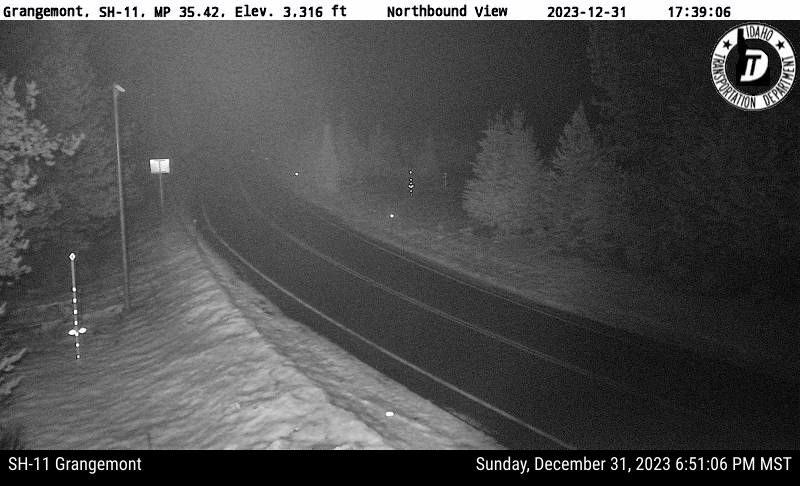 Grangemont, SH-11, MP 35.42, Elev. 3,316 ft Northbound View 2023-12-31 17:39:06
IDAHO
TRANSPORTATION DEPARTMENT
SH-11 Grangemont
Sunday, December 31, 2023 6:51:06 PM MST